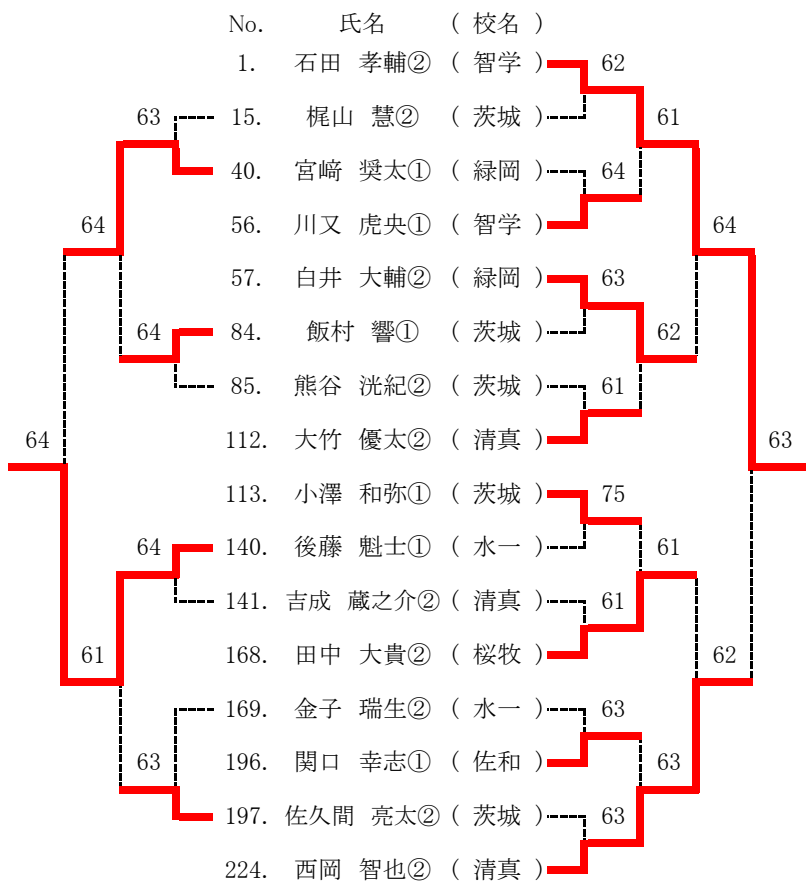 No. 氏名 ( 校名 )
1. 石田 孝輔② ( 智学 ) 62
63 15. 梶山 慧② ( 茨城 ) 61
40. 宮﨑 奨太① ( 緑岡 ) 64
64 56. 川又 虎央① ( 智学 ) 64
57. 白井 大輔② ( 緑岡 ) 63
64 84. 飯村 響① ( 茨城 ) 62
85. 熊谷 洸紀② ( 茨城 ) 61
64 112. 大竹 優太② ( 清真 ) 63
113. 小澤 和弥① ( 茨城 ) 75
64 140. 後藤 魁士① ( 水一 ) 61
141. 吉成 蔵之介② ( 清真 ) 61
61 168. 田中 大貴② ( 桜牧 ) 62
169. 金子 瑞生② ( 水一 ) 63
63 196. 関口 幸志① ( 佐和 ) 63
197. 佐久間 亮太② ( 茨城 ) 63
224. 西岡 智也② ( 清真 )